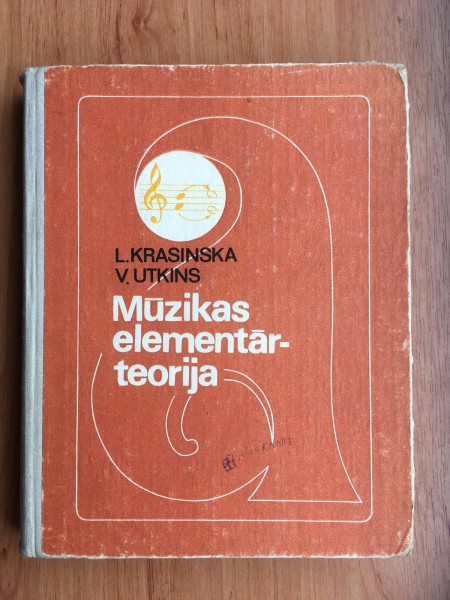 L.KRASINSKA
V.UTKINS
Mūzikas
elementār-
teorija